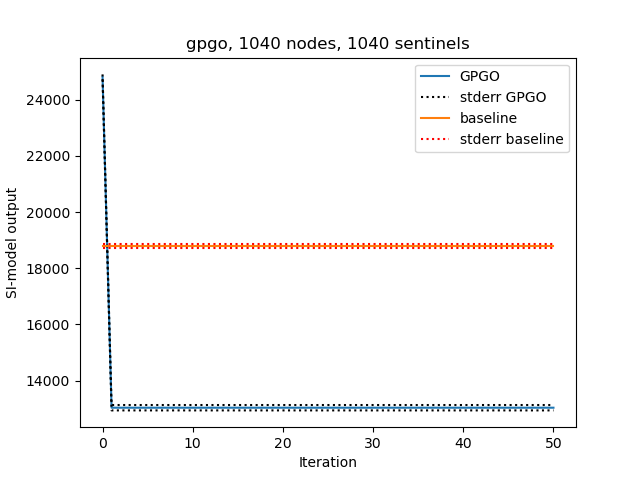 gpgo, 1040 nodes, 1040 sentinels
GPGO
stderr GPGO
baseline
stderr baseline
SI-model output
24000
22000
20000
18000
16000
14000
0 10 20 30 40 50
Iteration